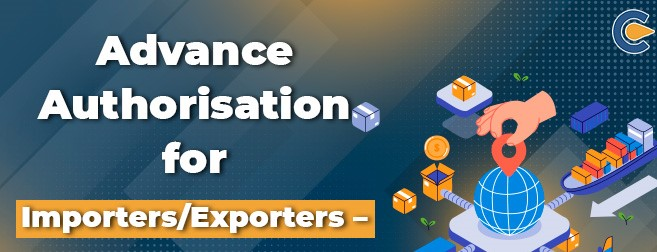 Advance
Authorisation
for
Importers/Exporters –